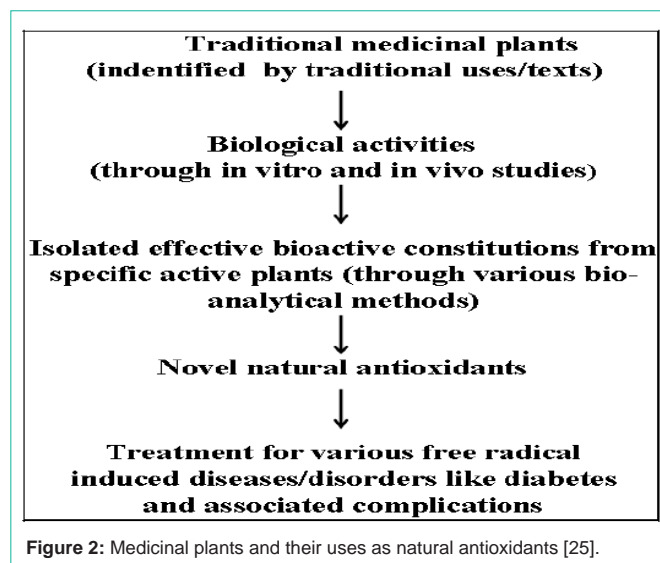 Traditional medicinal plants
(indentified by traditional uses/texts)
Biological activities
(through in vitro and in vivo studies)
Isolated effective bioactive constitutions from
specific active plants (through various bio-
analytical methods)
Novel natural antioxidants
Treatment for various free radical
induced diseases/disorders like diabetes
and associated complications
Figure 2: Medicinal plants and their uses as natural antioxidants [25].